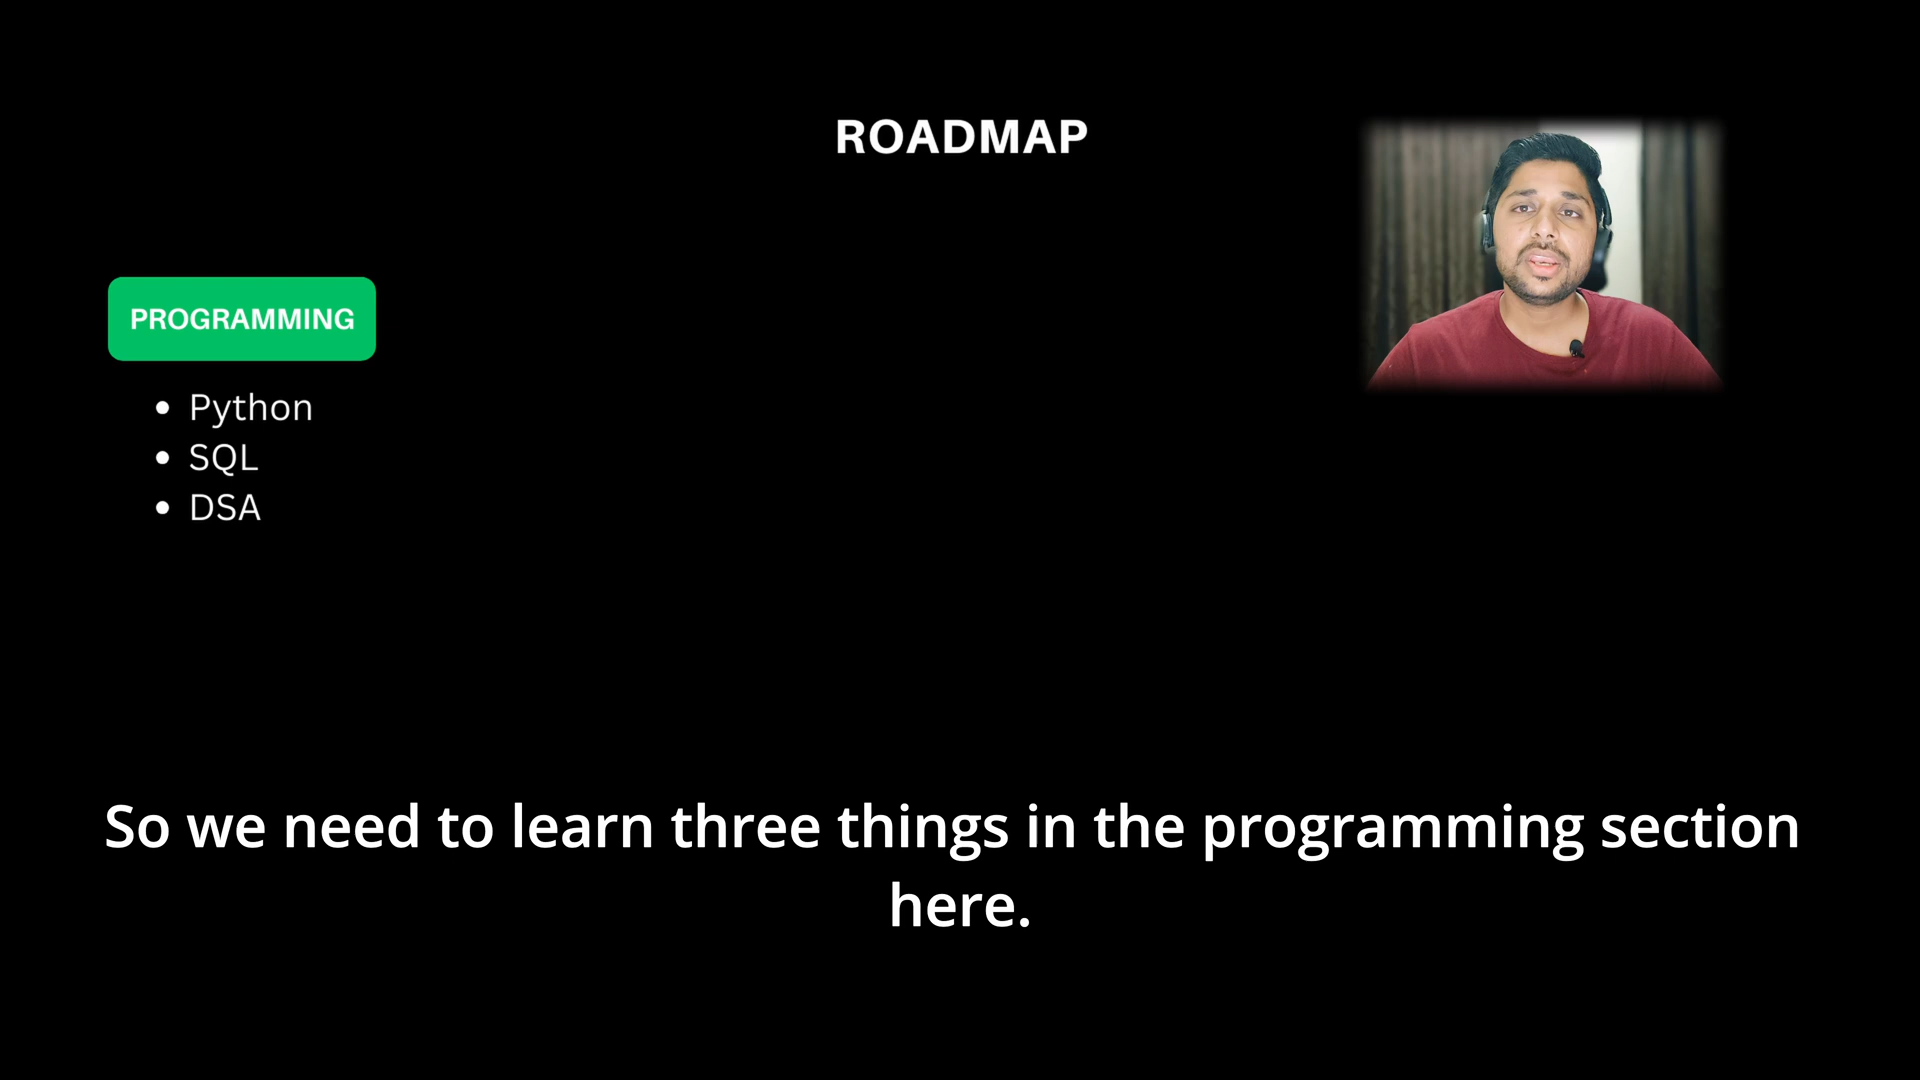 ROADMAP
PROGRAMMING
• Python
• SQL
• DSA
So we need to learn three things in the programming section
here.